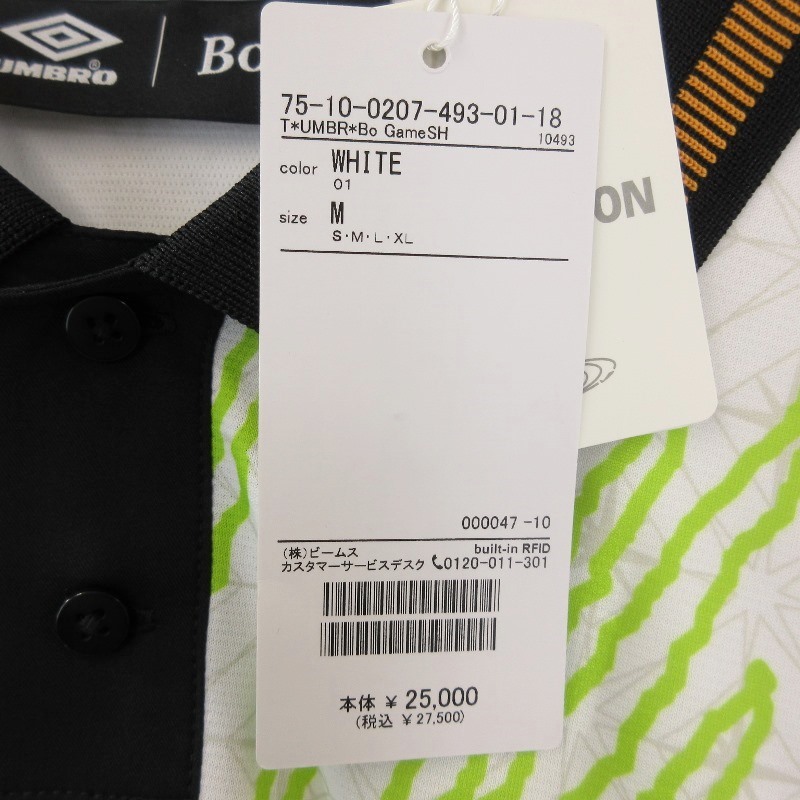 UMBRO
Bo
75-10-0207-493-01-18
T*UMBR*Bo GameSH
10493
color WHITE
01
size M
S・M・L・XL
ON
000047 -10
(株)ビームス
built-in RFID
カスタマーサービスデスク 0120-011-301
本体 ¥ 25,000
(税込 ¥ 27,500)